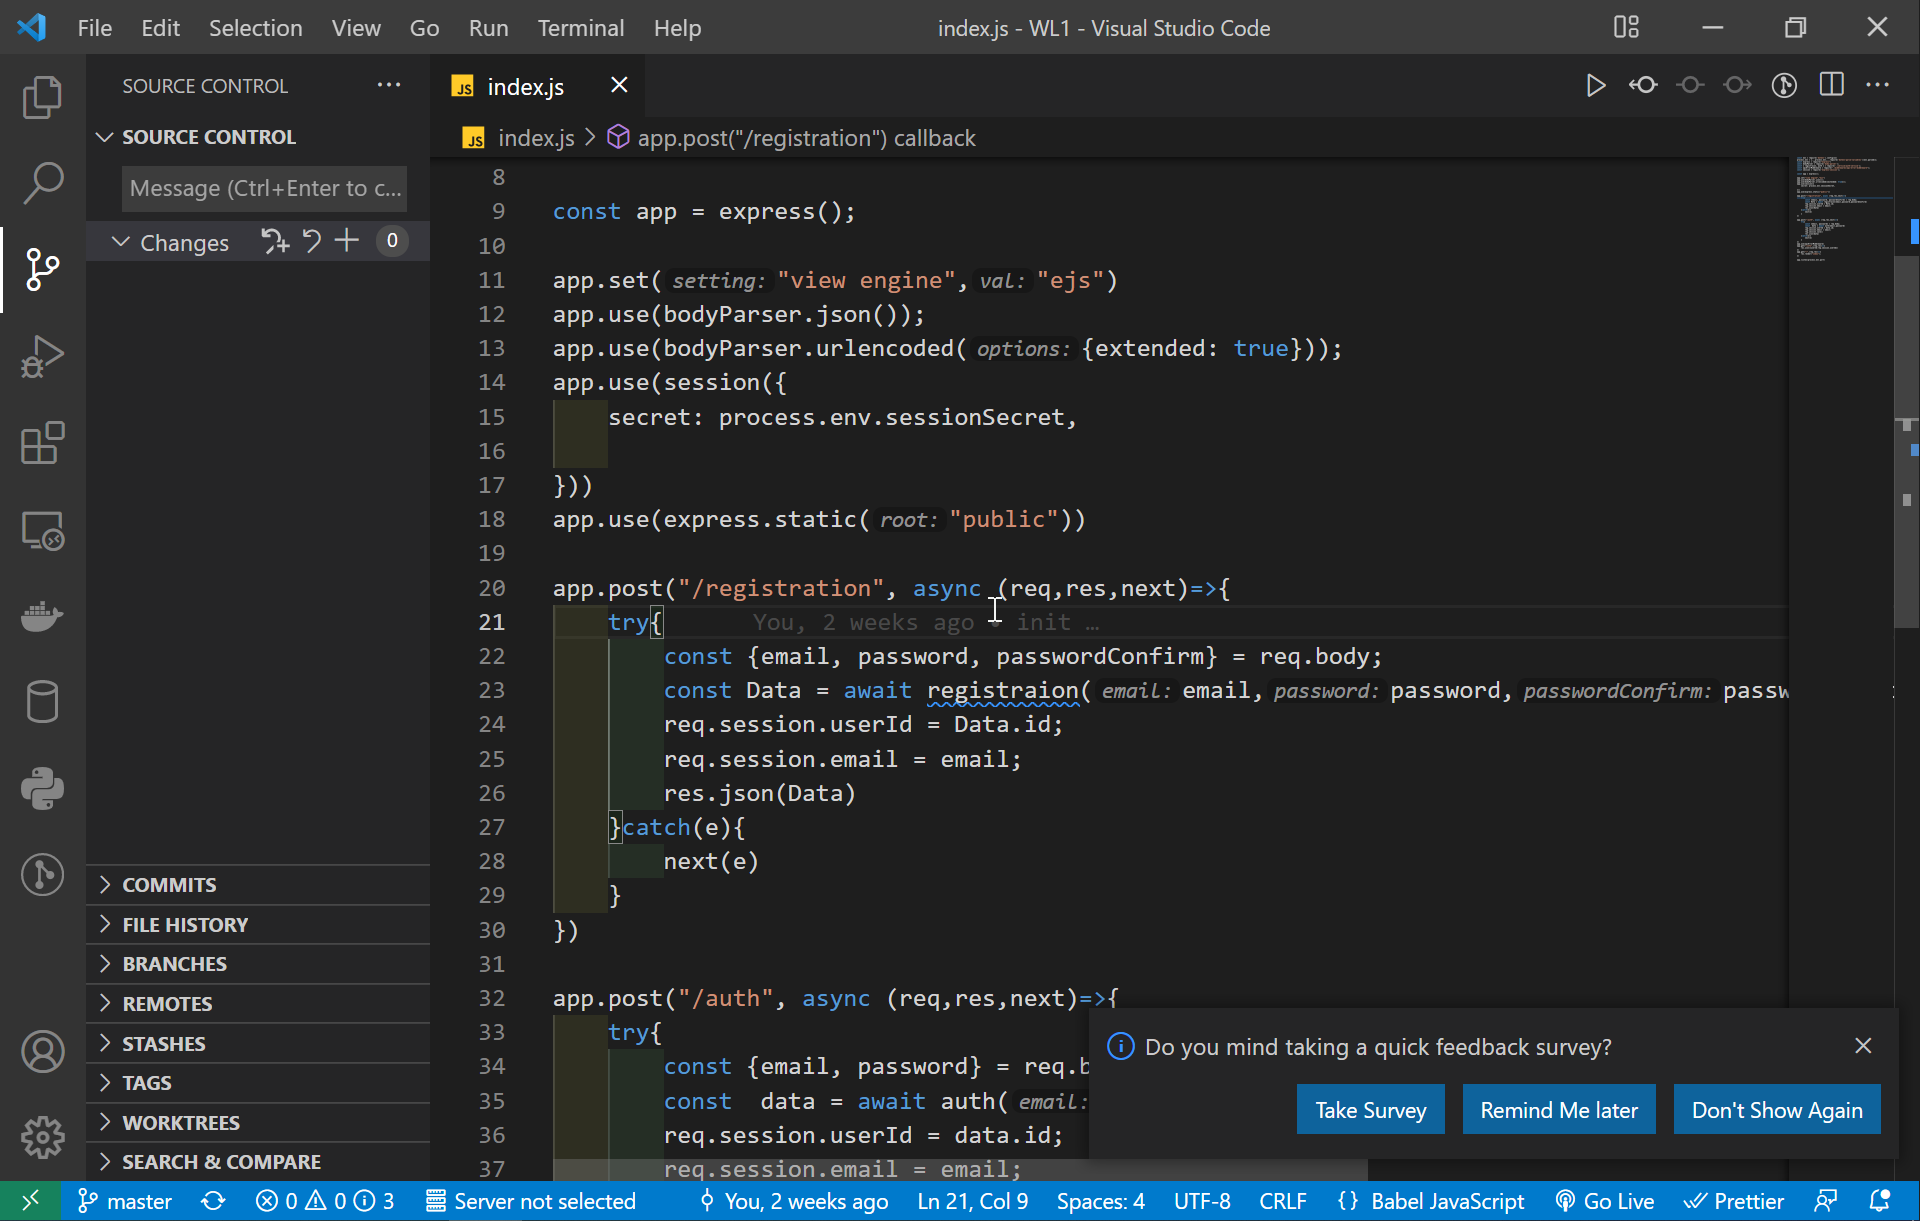 File Edit Selection View Go Run Terminal Help
index.js - WL1 - Visual Studio Code
SOURCE CONTROL
index.js
SOURCE CONTROL
index.js > app.post("/registration") callback
Message (Ctrl+Enter to c...
Changes 0
8
9 const app = express();
10
11 app.set( setting: "view engine", val: "ejs")
12 app.use(bodyParser.json());
13 app.use(bodyParser.urlencoded( options: {extended: true}));
14 app.use(session({
15 secret: process.env.sessionSecret,
16
17 }))
18 app.use(express.static( root: "public"))
19
20 app.post("/registration", async (req,res,next)=>{
21 try{ You, 2 weeks ago • init …
22 const {email, password, passwordConfirm} = req.body;
23 const Data = await registraion( email: email, password: password, passwordConfirm: passw
24 req.session.userId = Data.id;
25 req.session.email = email;
26 res.json(Data)
27 }catch(e){
28 next(e)
29 }
30 })
31
32 app.post("/auth", async (req,res,next)=>{
33 try{
34 const {email, password} = req.b
35 const data = await auth( email:
36 req.session.userId = data.id;
37 req.session.email = email;
COMMITS
FILE HISTORY
BRANCHES
REMOTES
STASHES
TAGS
WORKTREES
SEARCH & COMPARE
Do you mind taking a quick feedback survey?
Take Survey Remind Me later Don't Show Again
master 0 0 3 Server not selected You, 2 weeks ago Ln 21, Col 9 Spaces: 4 UTF-8 CRLF {} Babel JavaScript Go Live Prettier